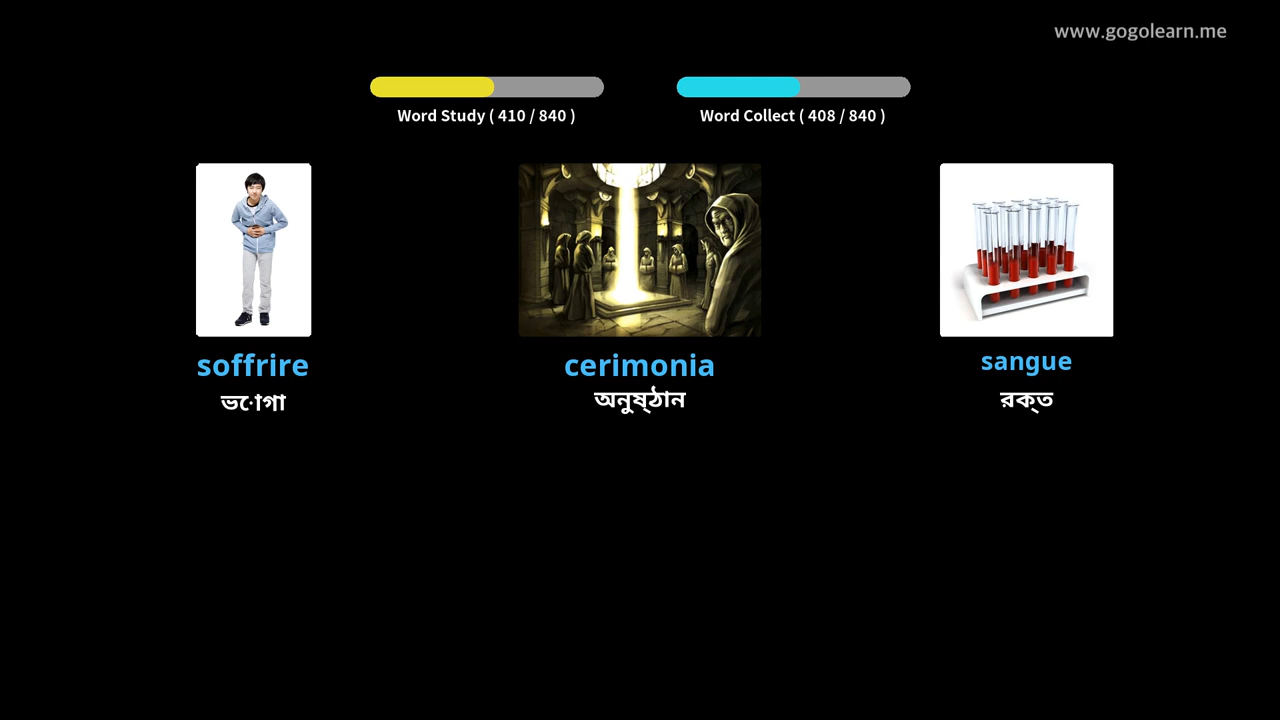 www.gogolearn.me
Word Study ( 410 / 840 )
Word Collect ( 408 / 840 )
soffrire
cerimonia
sangue
ভোগা
অনুষ্ঠান
রক্ত